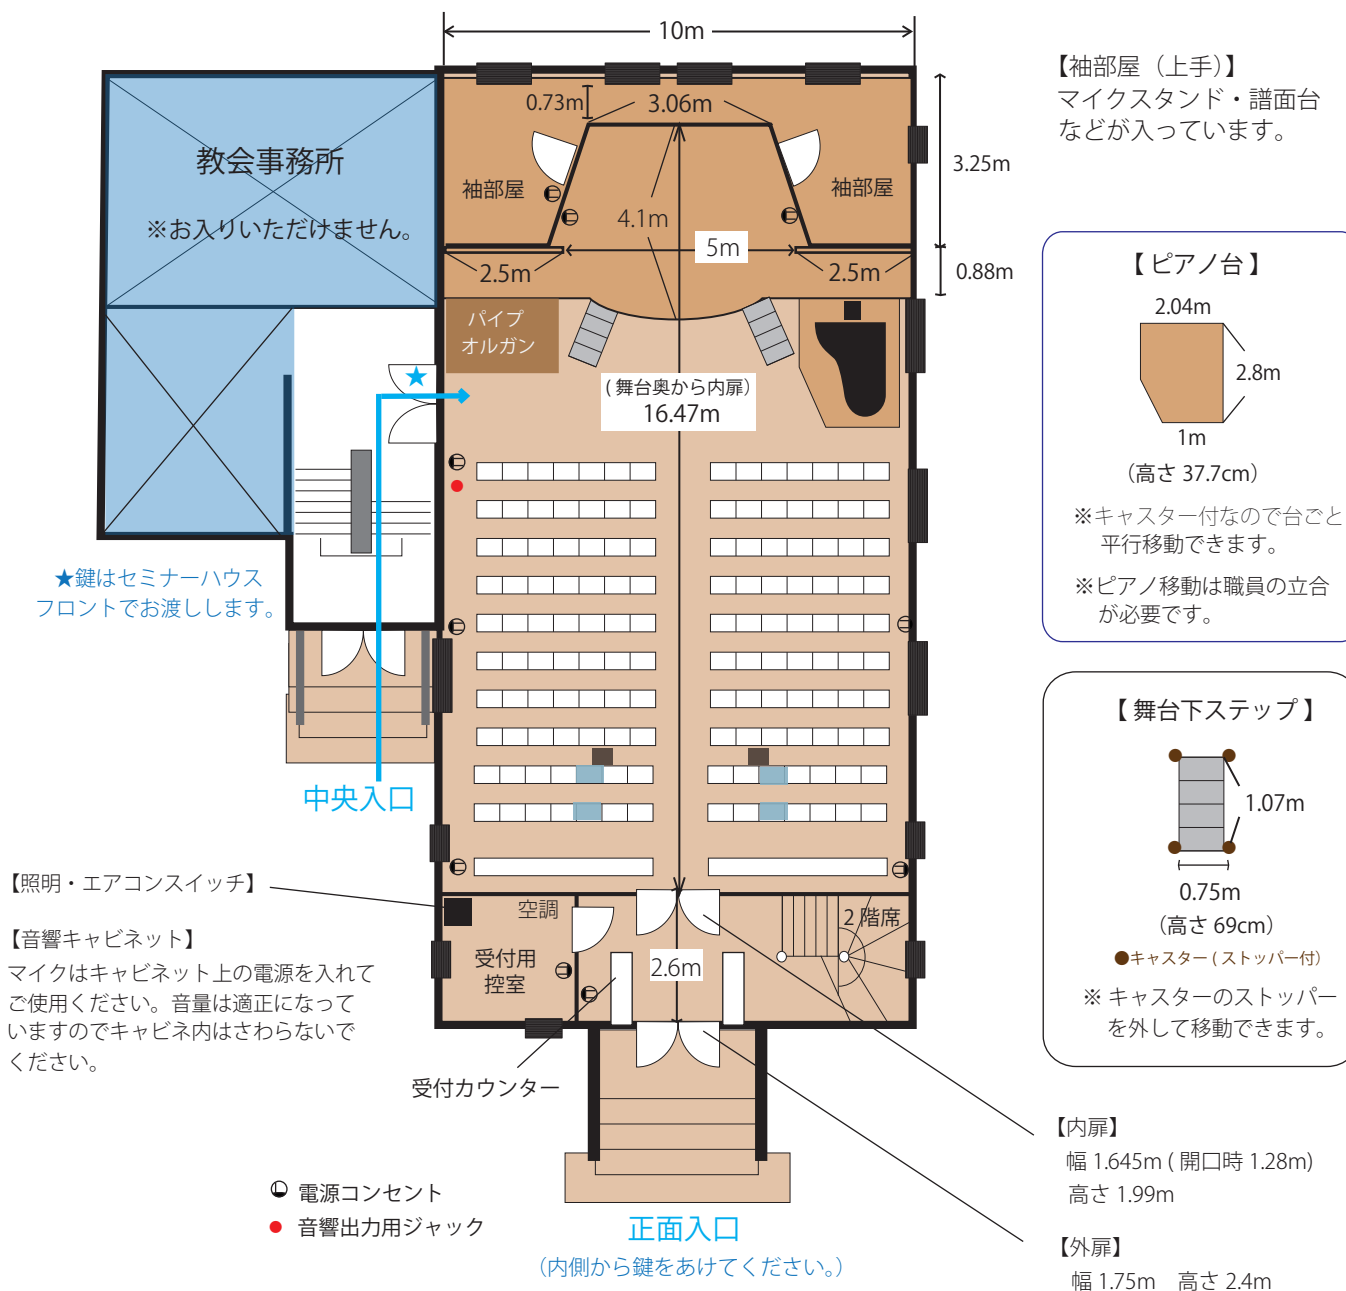 10m
【袖部屋（上手）】
マイクスタンド・譜面台
などが入っています。
0.73m
3.06m
教会事務所
※お入りいただけません。
袖部屋
袖部屋
3.25m
4.1m
5m
2.5m
2.5m
0.88m
パイプ
オルガン
★
( 舞台奥から内扉)
16.47m
【 ピアノ台 】
2.04m
2.8m
1m
（高さ 37.7cm）
※キャスター付なので台ごと
平行移動できます。
※ピアノ移動は職員の立合
が必要です。
★鍵はセミナーハウス
フロントでお渡しします。
中央入口
【 舞台下ステップ 】
1.07m
0.75m
（高さ 69cm）
●キャスター ( ストッパー付)
※ キャスターのストッパー
を外して移動できます。
【照明・エアコンスイッチ】
【音響キャビネット】
マイクはキャビネット上の電源を入れて
ご使用ください。音量は適正になって
いますのでキャビネ内はさわらないで
ください。
空調
受付用
控室
2.6m
2 階席
受付カウンター
電源コンセント
音響出力用ジャック
正面入口
（内側から鍵をあけてください。）
【内扉】
幅 1.645m ( 開口時 1.28m)
高さ 1.99m
【外扉】
幅 1.75m　高さ 2.4m